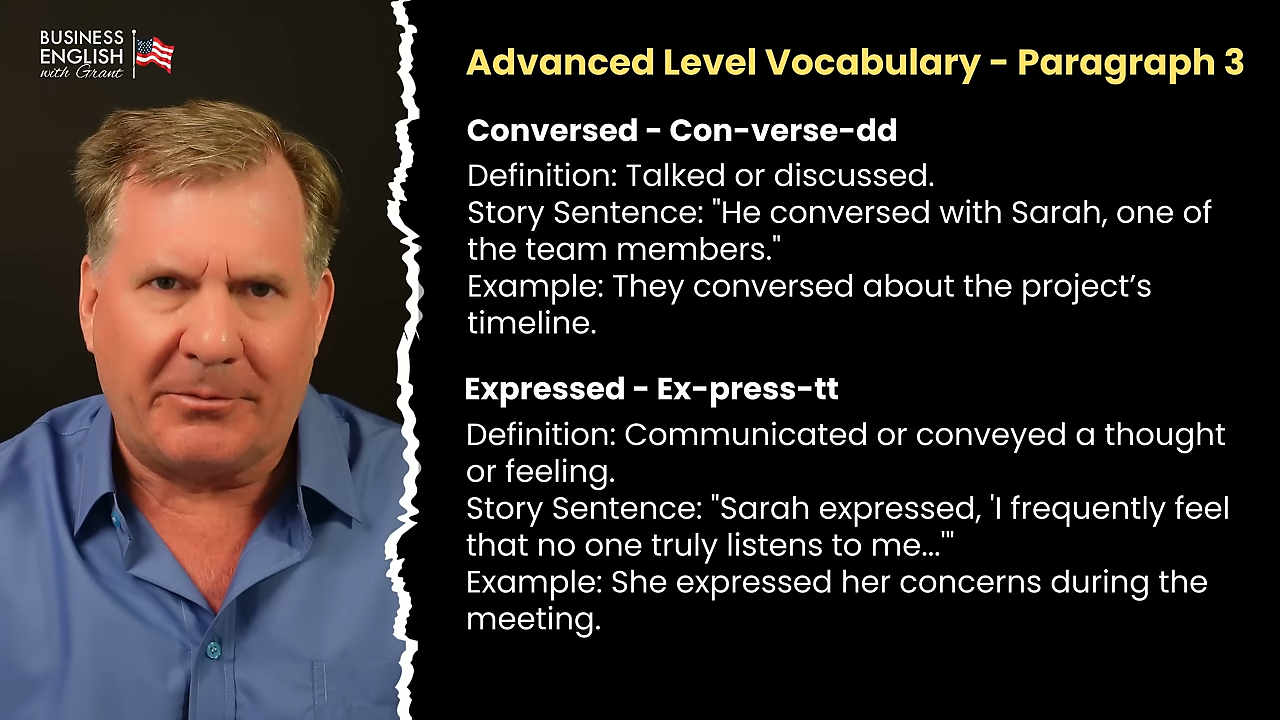 BUSINESS
ENGLISH
with Grant
Advanced Level Vocabulary - Paragraph 3
Conversed - Con-verse-dd
Definition: Talked or discussed.
Story Sentence: "He conversed with Sarah, one of
the team members."
Example: They conversed about the project’s
timeline.
Expressed - Ex-press-tt
Definition: Communicated or conveyed a thought
or feeling.
Story Sentence: "Sarah expressed, 'I frequently feel
that no one truly listens to me...'"
Example: She expressed her concerns during the
meeting.